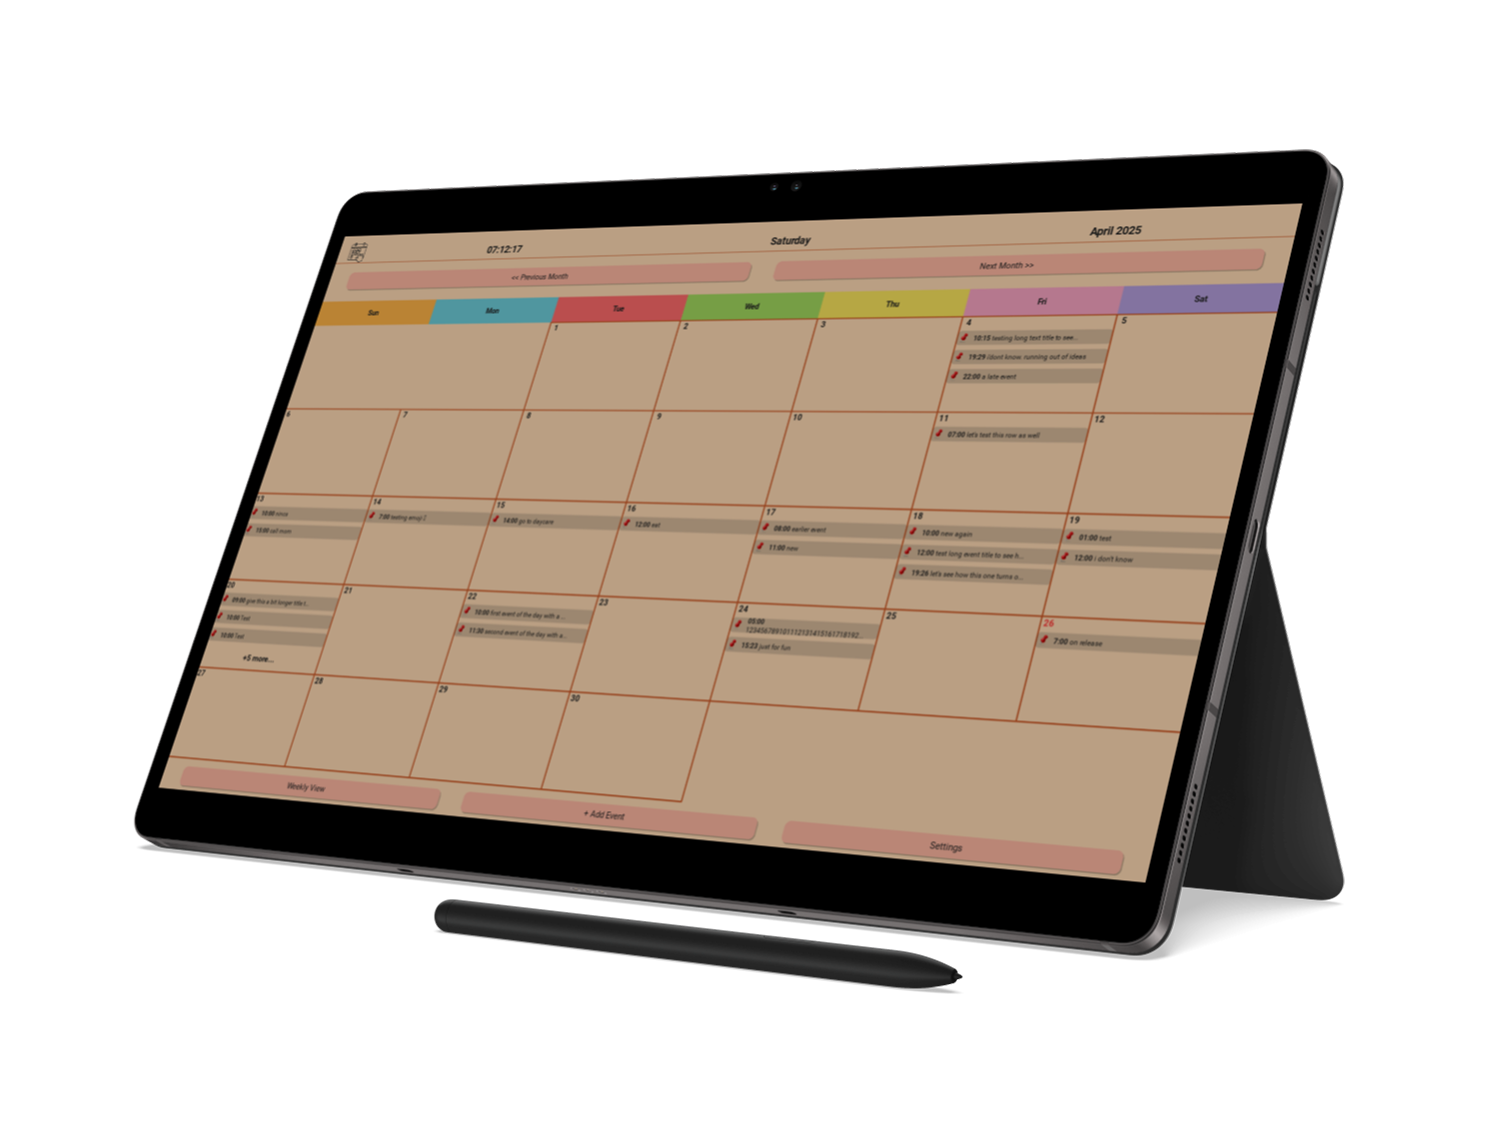 07:12:17
Saturday
April 2025
<< Previous Month
Next Month >>
Sun
Mon
Tue
Wed
Thu
Fri
Sat
1
2
3
4
10:15 testing long text title to see...
19:29 i dont know. running out of ideas
22:00 a late event
5
6
7
8
9
10
11
07:00 let's test this row as well
12
13
10:00
15:00 call mom
14
7:00 testing emoji
15
14:00 go to daycare
16
12:00 eat
17
08:00 earlier event
11:00 new
18
10:00 new again
12:00 test long event title to see h...
19:26 let's see how this one turns o...
19
01:00 test
12:00 i don't know
20
09:00 give this a bit longer title t...
10:00 Test
10:00 Test
+5 more...
21
22
10:00 first event of the day with a ...
11:30 second event of the day with a...
23
24
05:00
1234567891011121314151617181920...
15:23 just for fun
25
26
7:00 on release
27
28
29
30
Weekly View
+ Add Event
Settings